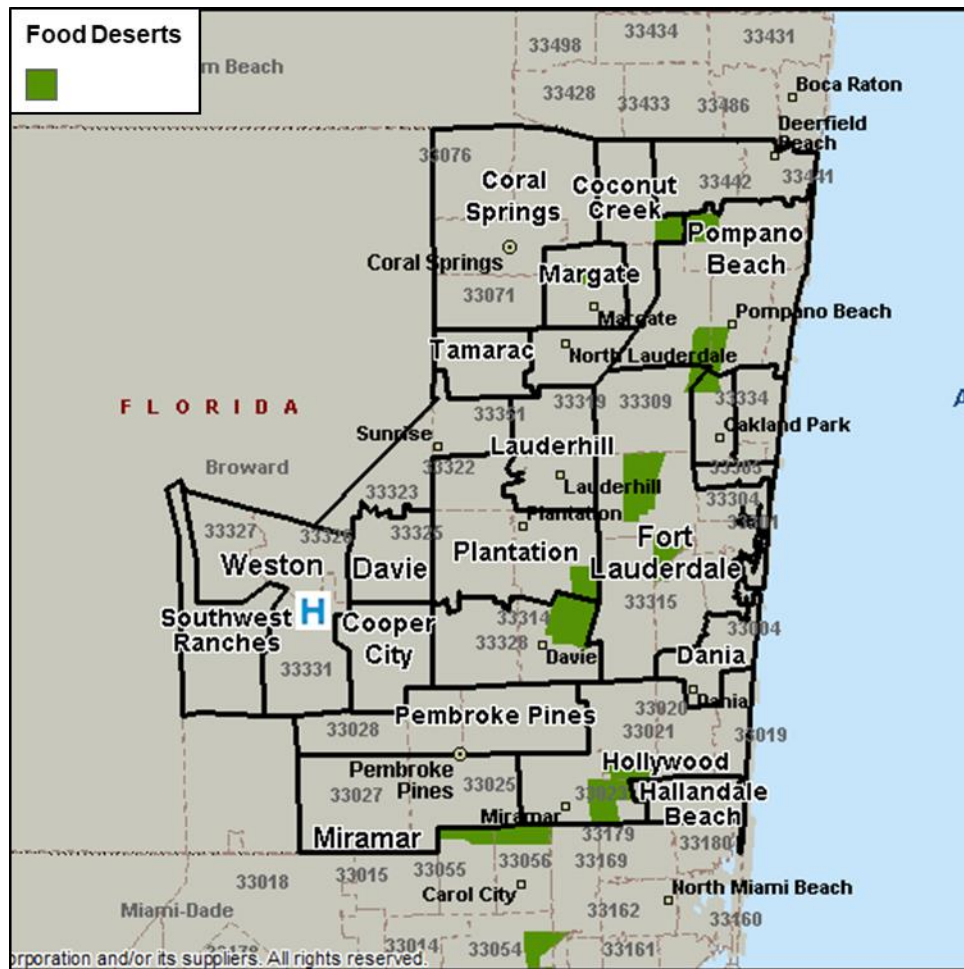 Food Deserts
rn Beach
33498
33434
33431
33428
33433
33486
Boca Raton
Deerfield
Beach
33076
33442
33441
Coral
Springs
Coconut
Creek
Pompano
Beach
Coral Springs
Margate
33071
Margate
Pompano Beach
Tamarac
North Lauderdale
FLORIDA
33351
33319
33309
33334
Sunrise
Oakland Park
Lauderhill
Broward
33322
33305
33323
Lauderhill
33304
33327
33326
33325
Plantation
33301
Weston
Davie
Plantation
Fort
Lauderdale
H
Southwest
Ranches
Cooper
City
33314
33315
33004
33328
33331
Davie
Dania
Dania
33020
Pembroke Pines
33028
33021
33019
Hollywood
Pembroke
Pines
33027
33025
33023
Hallandale
Beach
Miramar
Miramar
33179
33180
33055
33056
33169
33015
33018
Carol City
North Miami Beach
33162
33160
Miami-Dade
33014
33054
33161
orporation and/or its suppliers. All rights reserved.